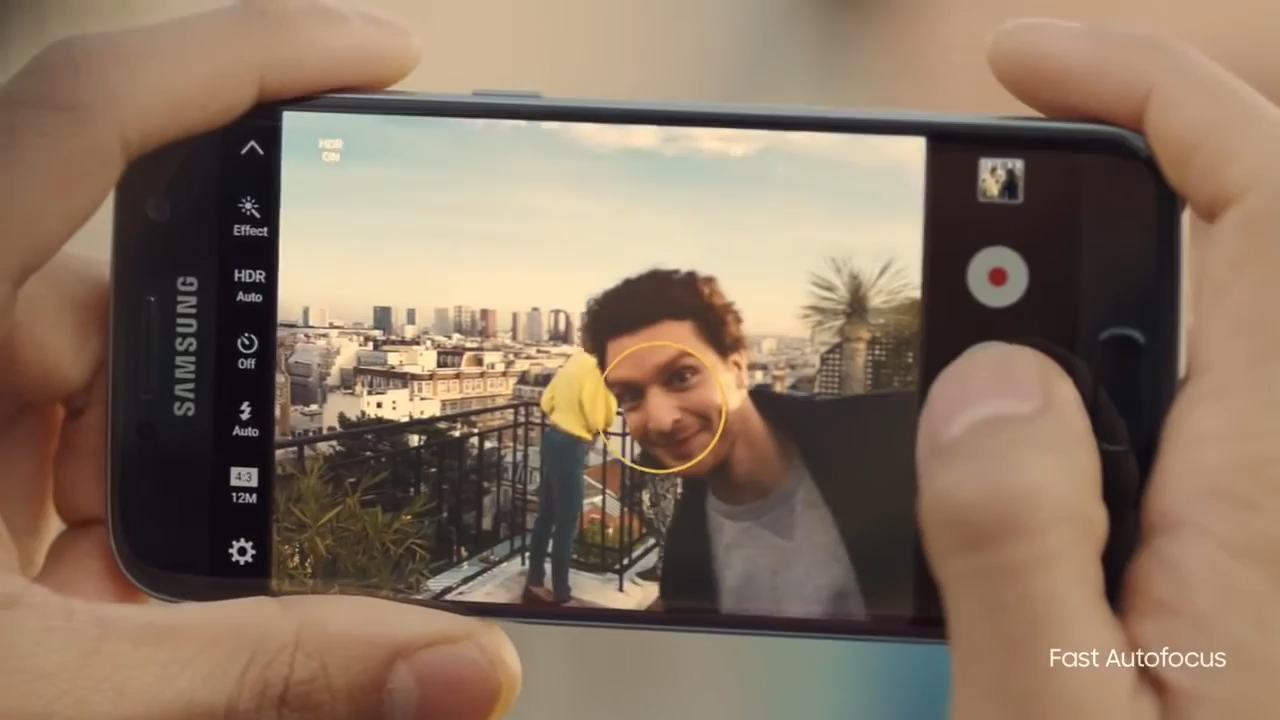 SAMSUNG
Effect
HDR
Auto
Off
Auto
4:3
12M
HDR
ON
Fast Autofocus